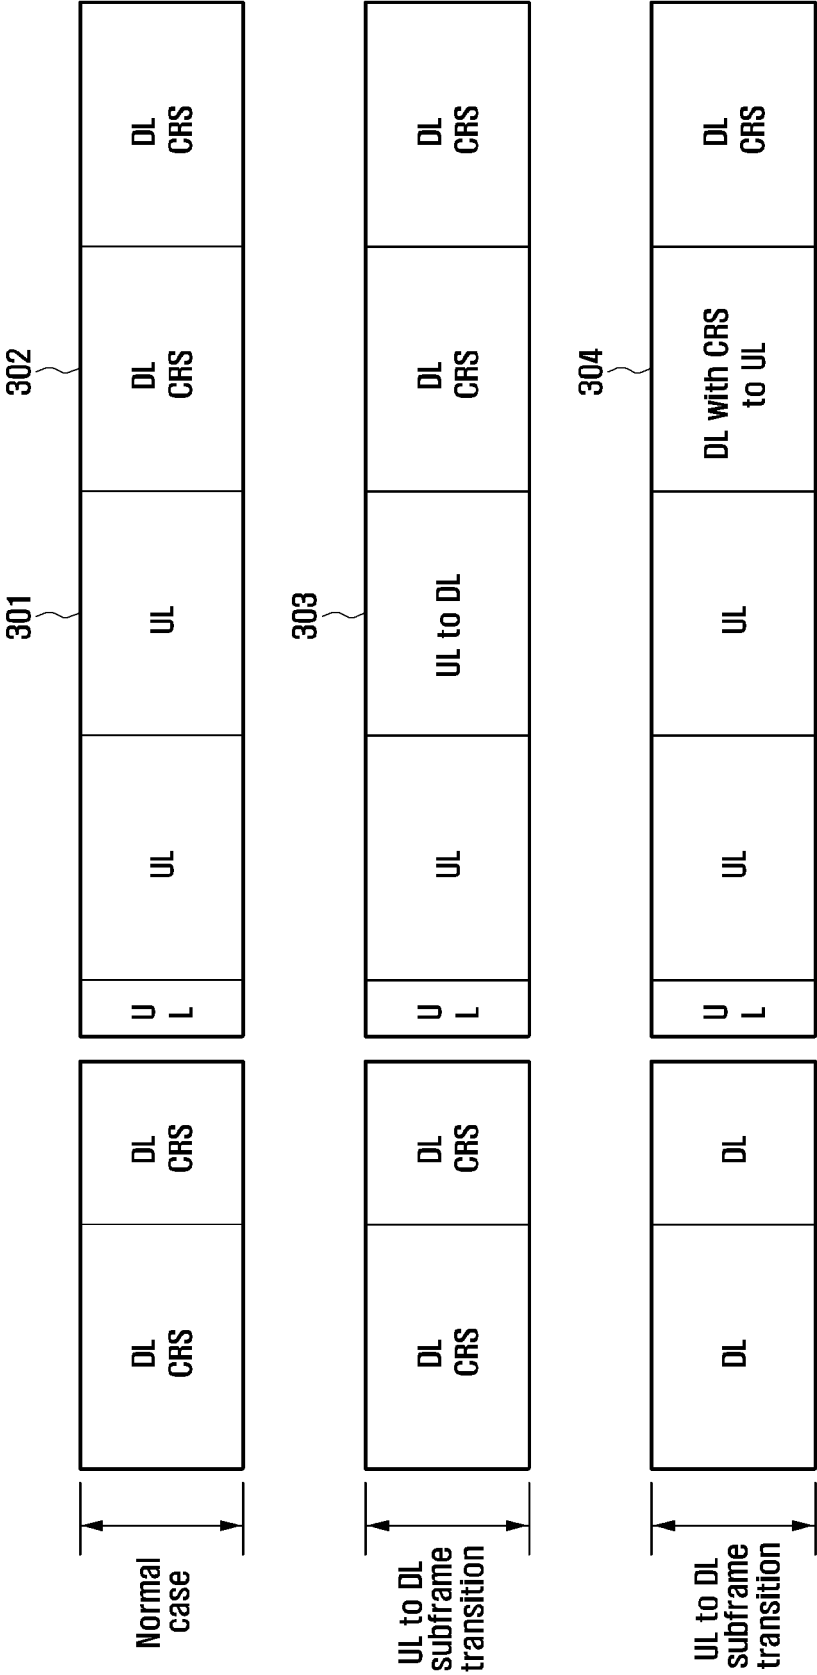 301
302
Normal
case
DL
CRS
DL
CRS
U
L
UL
UL
DL
CRS
DL
CRS
303
UL to DL
subframe
transition
DL
CRS
DL
CRS
U
L
UL
UL to DL
DL
CRS
DL
CRS
304
UL to DL
subframe
transition
DL
DL
U
L
UL
UL
DL with CRS
to UL
DL
CRS